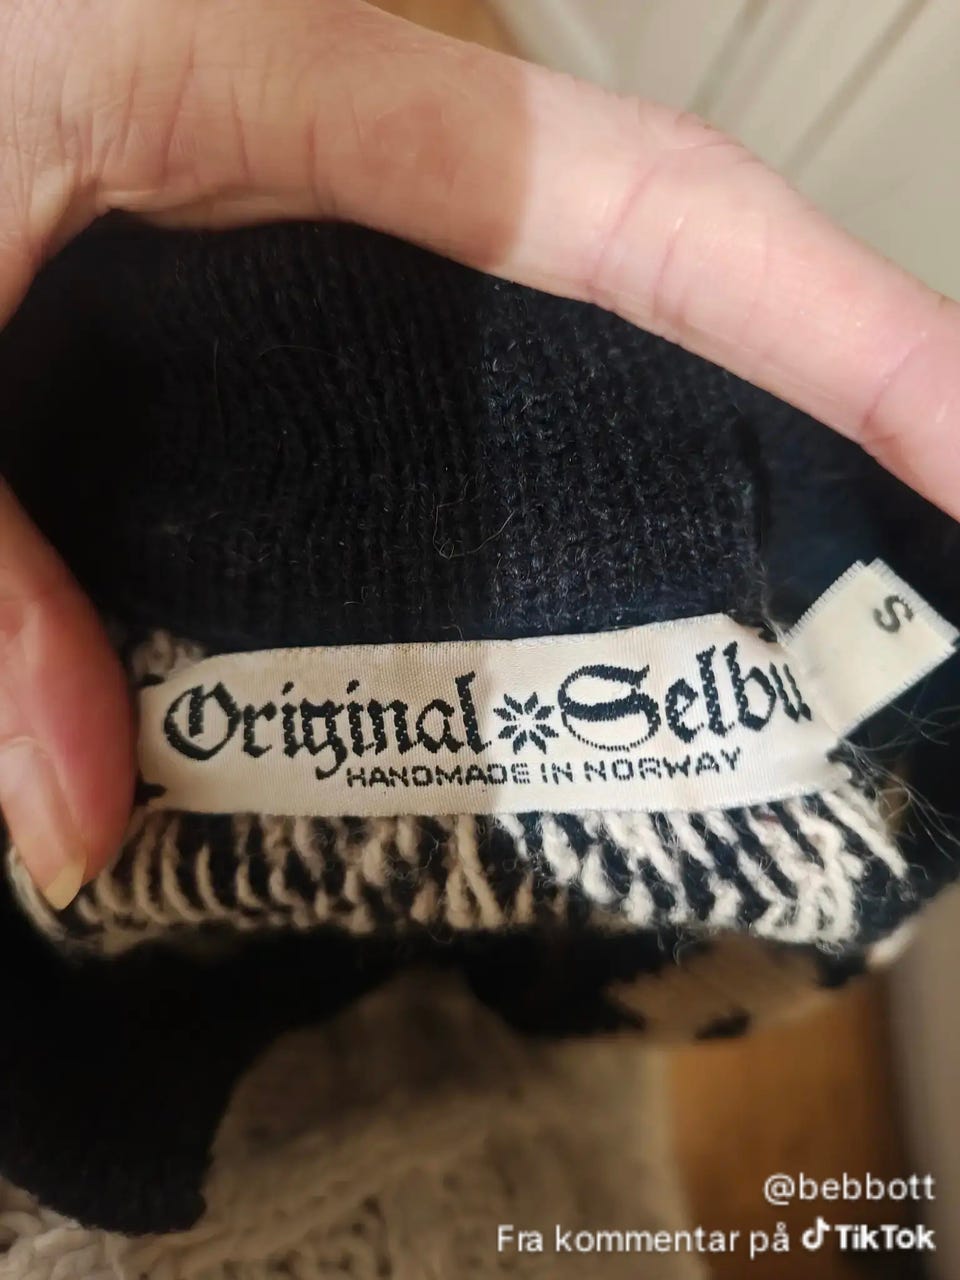 Original Selbu
HANDMADE IN NORWAY
S
@bebbott
Fra kommentar på TikTok